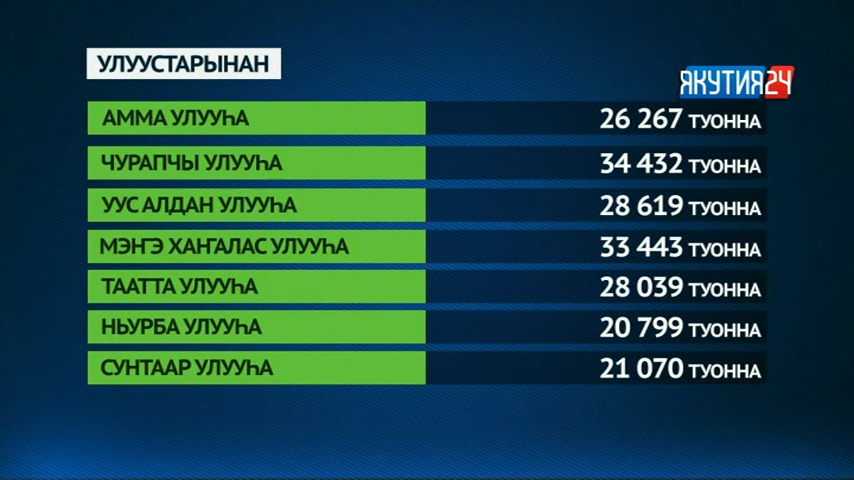 УЛУУСТАРЫНАН
ЯКУТИЯ24
АММА УЛУУҺА 26 267 ТУОННА
ЧУРАПЧЫ УЛУУҺА 34 432 ТУОННА
УУС АЛДАН УЛУУҺА 28 619 ТУОННА
МЭҤЭ ХАҤАЛАС УЛУУҺА 33 443 ТУОННА
ТААТТА УЛУУҺА 28 039 ТУОННА
НЬУРБА УЛУУҺА 20 799 ТУОННА
СУНТААР УЛУУҺА 21 070 ТУОННА